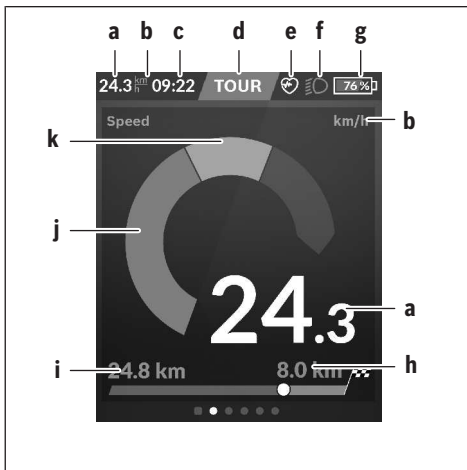 a b c d e f g
24.3 km/h 09:22 TOUR 76 %
Speed km/h b
k
j
24.3 a
i 24.8 km 8.0 km h